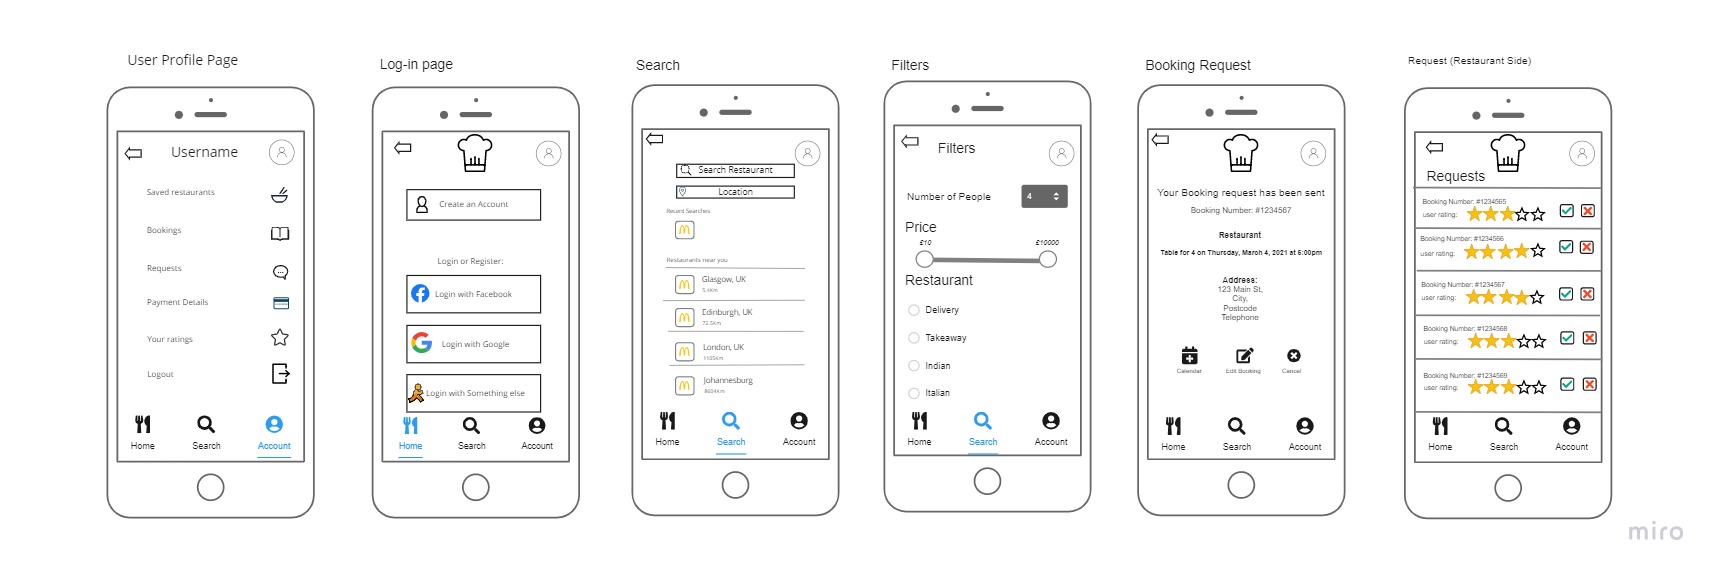 User Profile Page
Username
Saved restaurants
Bookings
Requests
Payment Details
Your ratings
Logout
Home
Search
Account
Log-in page
Create an Account
Login or Register:
Login with Facebook
Login with Google
Login with Something else
Home
Search
Account
Search
Search Restaurant
Location
Recent Searches
Restaurants near you
Glasgow, UK
5.4Km
Edinburgh, UK
72.5Km
London, UK
1105Km
Johannesburg
8604Km
Home
Search
Account
Filters
Filters
Number of People
4
Price
£10
£10000
Restaurant
Delivery
Takeaway
Indian
Italian
Home
Search
Account
Booking Request
Your Booking request has been sent
Booking Number: #1234567
Restaurant
Table for 4 on Thursday, March 4, 2021 at 5:00pm
Address:
123 Main St,
City,
Postcode
Telephone
Calendar
Edit Booking
Cancel
Home
Search
Account
Request (Restaurant Side)
Requests
Booking Number: #1234565
user rating:
Booking Number: #1234566
user rating:
Booking Number: #1234567
user rating:
Booking Number: #1234568
user rating:
Booking Number: #1234569
user rating:
Home
Search
Account
miro